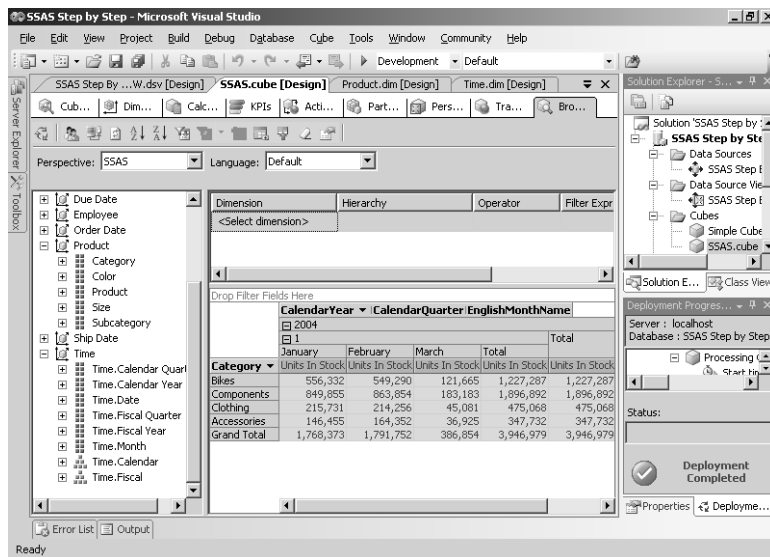 SSAS Step by Step - Microsoft Visual Studio
File Edit View Project Build Debug Database Cube Tools Window Community Help
Development Default
SSAS Step By ...W.dsv [Design] SSAS.cube [Design] Product.dim [Design] Time.dim [Design]
Cub... Dim... Calc... KPIs Acti... Part... Pers... Tra... Bro...
Perspective: SSAS Language: Default
Server Explorer
Toolbox
Due Date
Employee
Order Date
Product
Category
Color
Product
Size
Subcategory
Ship Date
Time
Time.Calendar Quart
Time.Calendar Year
Time.Date
Time.Fiscal Quarter
Time.Fiscal Year
Time.Month
Time.Calendar
Time.Fiscal
Dimension Hierarchy Operator Filter Expr
<Select dimension>
Drop Filter Fields Here
CalendarYear CalendarQuarter EnglishMonthName
2004
1 Total
January February March Total
Category Units In Stock Units In Stock Units In Stock Units In Stock Units In Stock
Bikes 556,332 549,290 121,665 1,227,287 1,227,287
Components 849,855 863,854 183,183 1,896,892 1,896,892
Clothing 215,731 214,256 45,081 475,068 475,068
Accessories 146,455 164,352 36,925 347,732 347,732
Grand Total 1,768,373 1,791,752 386,854 3,946,979 3,946,979
Solution Explorer - S...
Solution 'SSAS Step by
SSAS Step by Ste
Data Sources
SSAS Step
Data Source Vie
SSAS Step
Cubes
Simple Cube
SSAS.cube
Solution E... Class View
Deployment Progres...
Server : localhost
Database : SSAS Step by Step
Processing
Start tim
Status:
Deployment
Completed
Properties Deployme...
Error List Output
Ready